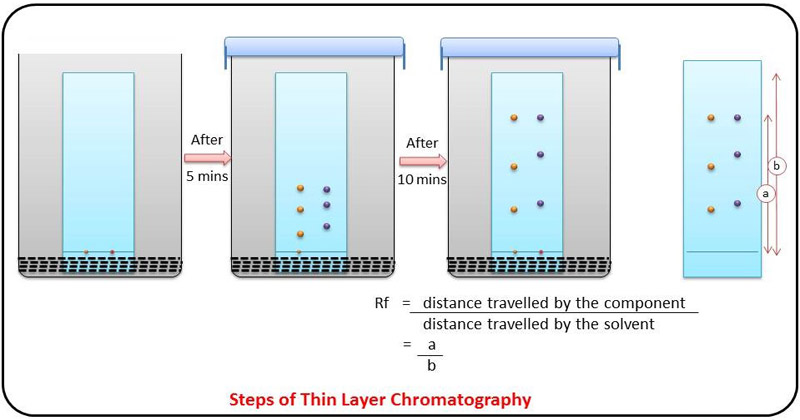 After
5 mins
After
10 mins
b
a
Rf = distance travelled by the component
distance travelled by the solvent
= a
b
Steps of Thin Layer Chromatography